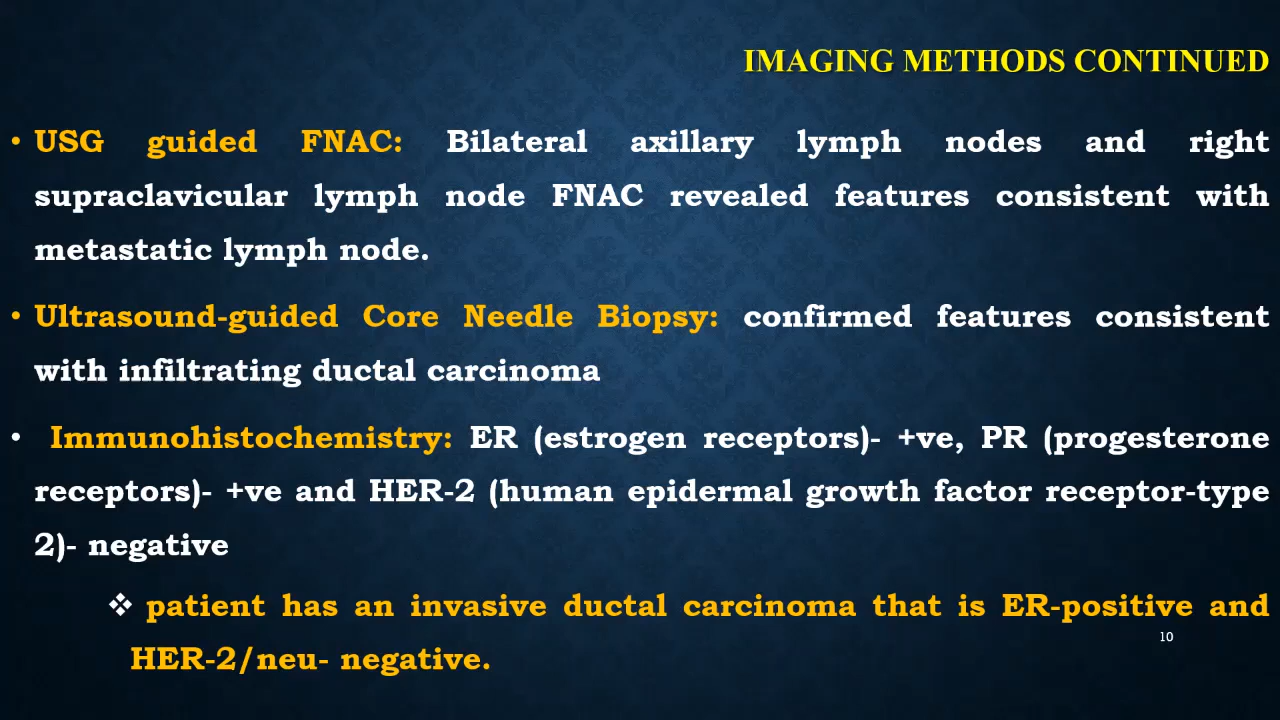 IMAGING METHODS CONTINUED
• USG guided FNAC: Bilateral axillary lymph nodes and right
supraclavicular lymph node FNAC revealed features consistent with
metastatic lymph node.
• Ultrasound-guided Core Needle Biopsy: confirmed features consistent
with infiltrating ductal carcinoma
• Immunohistochemistry: ER (estrogen receptors)- +ve, PR (progesterone
receptors)- +ve and HER-2 (human epidermal growth factor receptor-type
2)- negative
❖ patient has an invasive ductal carcinoma that is ER-positive and
HER-2/neu- negative.
10